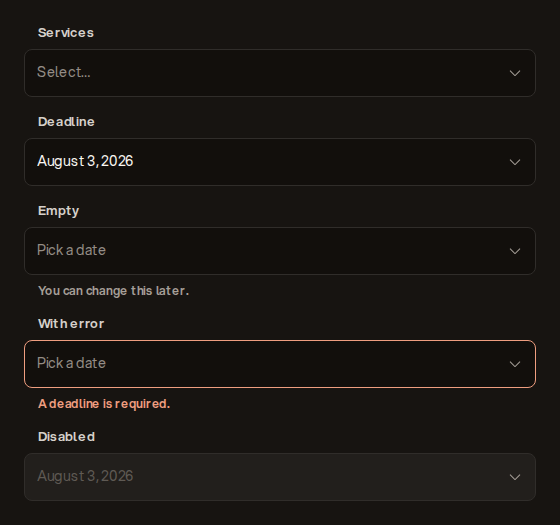 Services
Select...
Deadline
August 3, 2026
Empty
Pick a date
You can change this later.
With error
Pick a date
A deadline is required.
Disabled
August 3, 2026